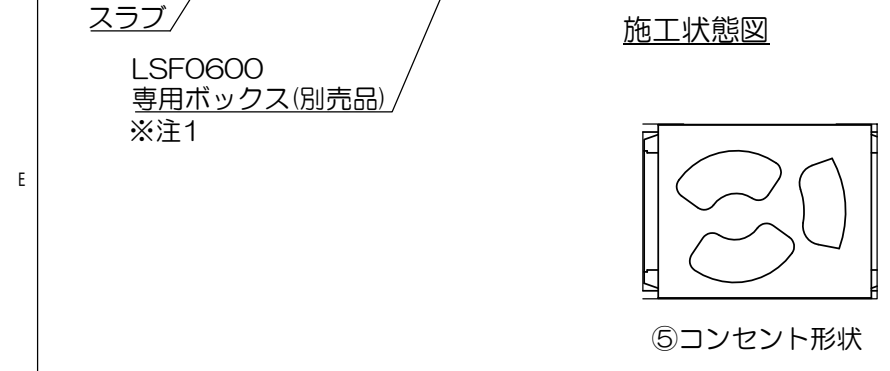 スラブ
施工状態図
LSF0600
専用ボックス(別売品)
※注1
E
⑤コンセント形状